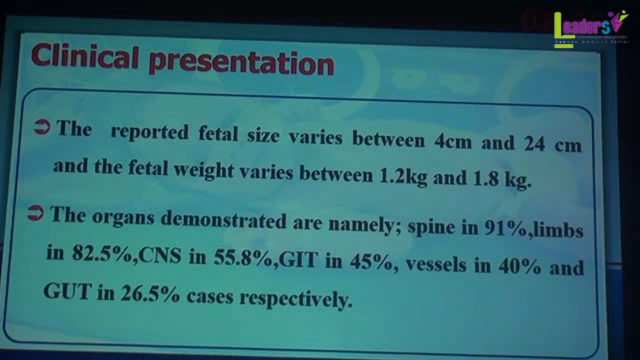 Leaders
Clinical presentation
The reported fetal size varies between 4cm and 24 cm
and the fetal weight varies between 1.2kg and 1.8 kg.
The organs demonstrated are namely; spine in 91%,limbs
in 82.5%,CNS in 55.8%,GIT in 45%, vessels in 40% and
GUT in 26.5% cases respectively.